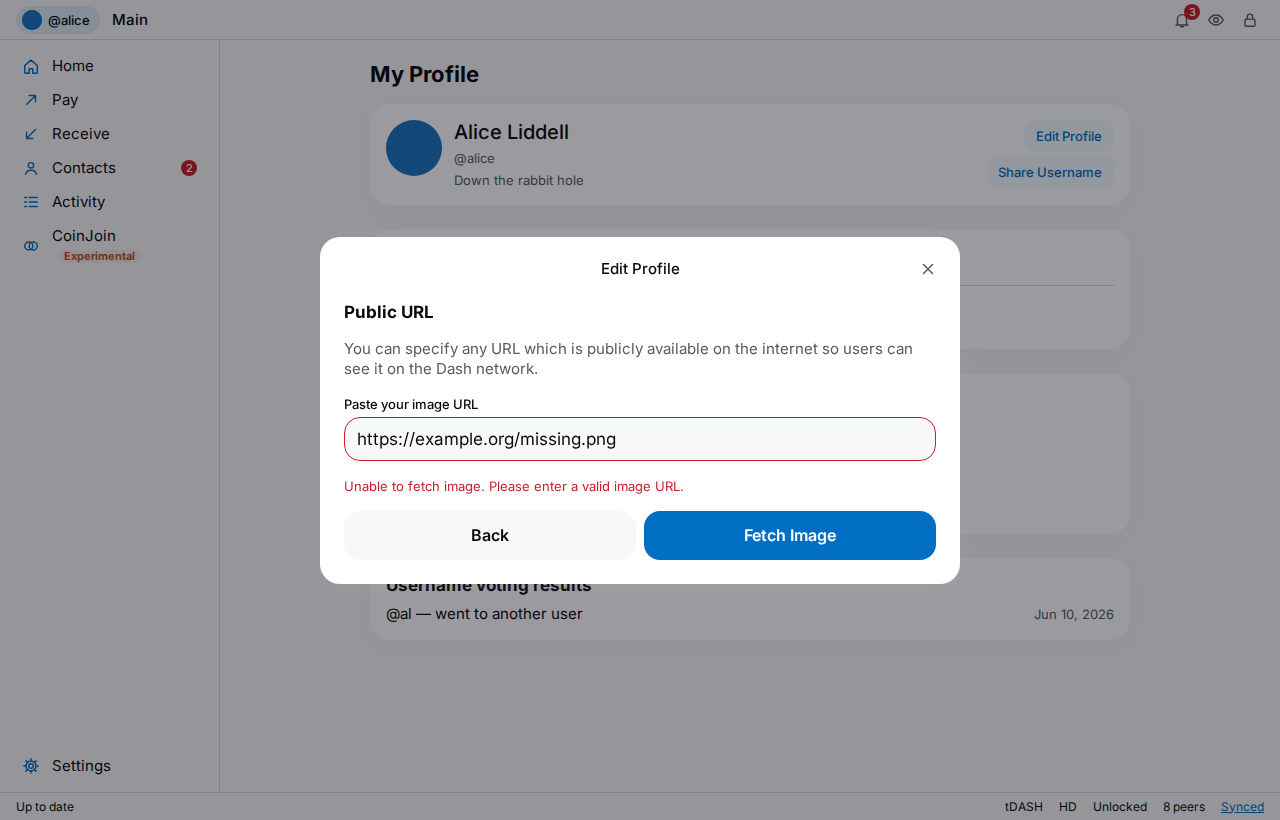 @alice
Main
3
Home
Pay
Receive
Contacts
2
Activity
CoinJoin
Experimental
Settings
My Profile
Alice Liddell
@alice
Down the rabbit hole
Edit Profile
Share Username
Edit Profile
Public URL
You can specify any URL which is publicly available on the internet so users can
see it on the Dash network.
Paste your image URL
https://example.org/missing.png
Unable to fetch image. Please enter a valid image URL.
Back
Fetch Image
Username voting results
@al — went to another user
Jun 10, 2026
Up to date
tDASH
HD
Unlocked
8 peers
Synced